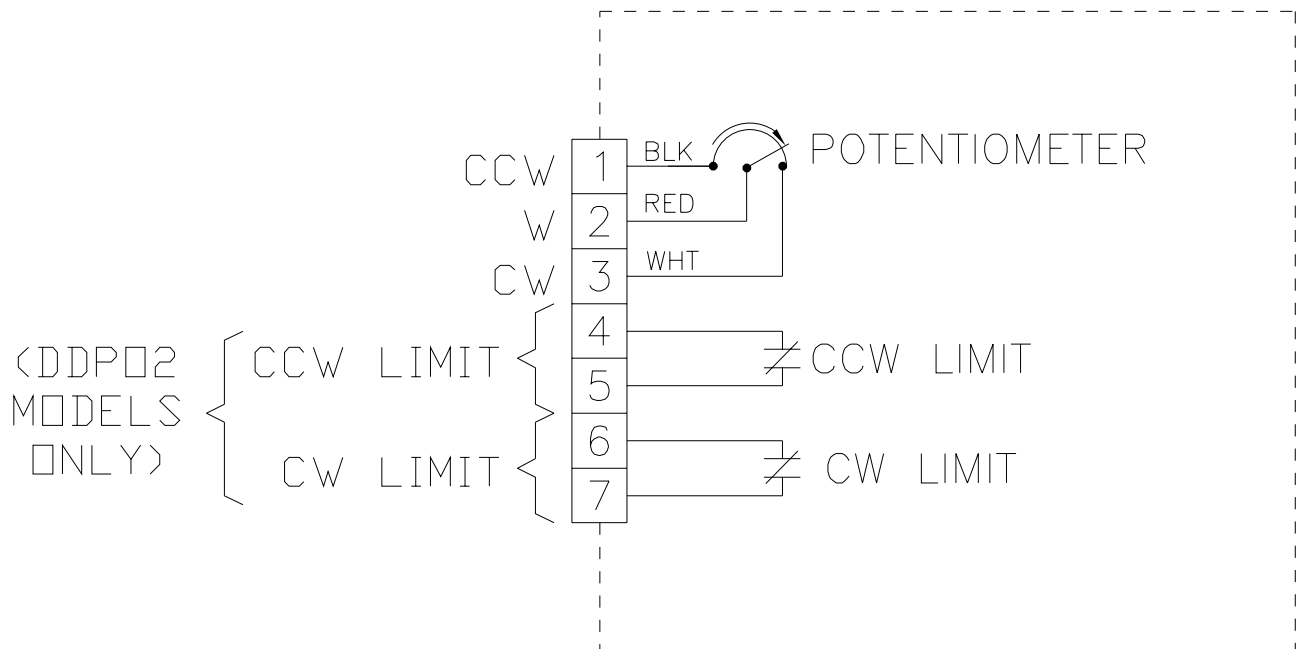 CCW 1 BLK POTENTIOMETER
W 2 RED
CW 3 WHT
4
(DDP02 CCW LIMIT CCW LIMIT
MODELS 5
ONLY) 6
CW LIMIT CW LIMIT
7